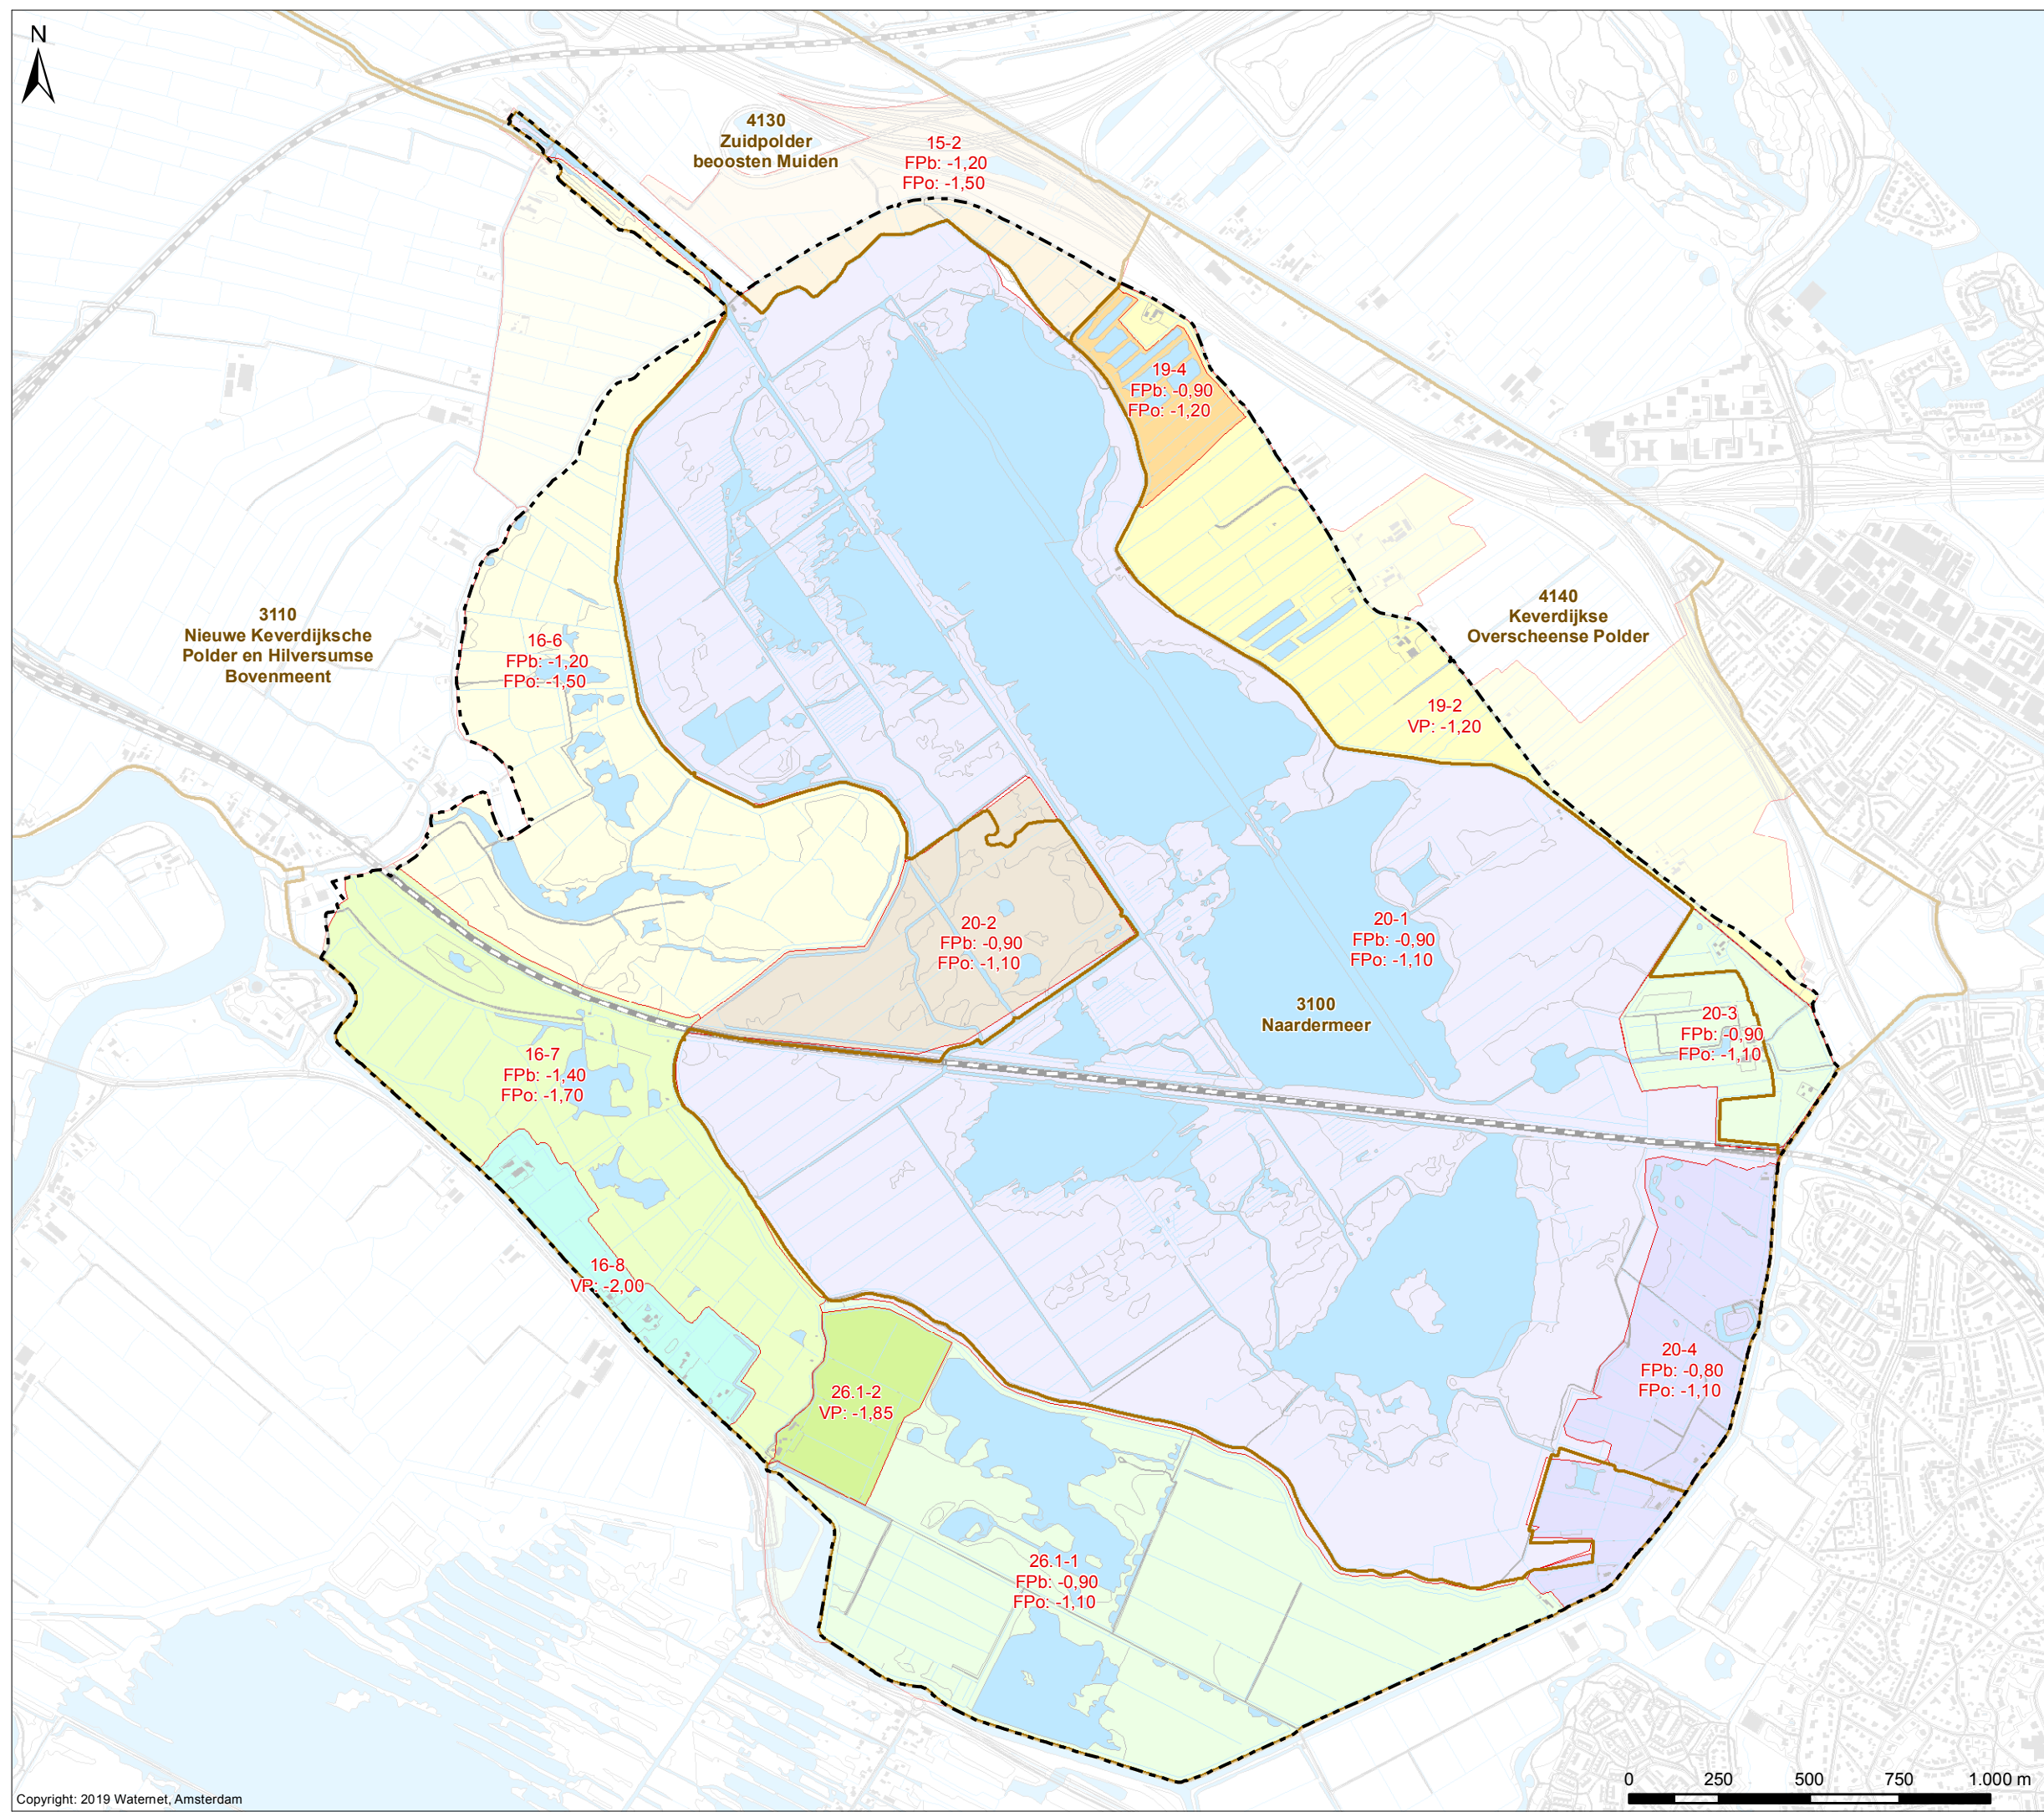 N
4130
Zuidpolder
beoosten Muiden
15-2
FPb: -1,20
FPo: -1,50
19-4
FPb: -0,90
FPo: -1,20
3110
Nieuwe Keverdijksche
Polder en Hilversumse
Bovenmeent
16-6
FPb: -1,20
FPo: -1,50
4140
Keverdijkse
Overscheense Polder
19-2
VP: -1,20
20-2
FPb: -0,90
FPo: -1,10
20-1
FPb: -0,90
FPo: -1,10
3100
Naardermeer
20-3
FPb: -0,90
FPo: -1,10
16-7
FPb: -1,40
FPo: -1,70
16-8
VP: -2,00
20-4
FPb: -0,80
FPo: -1,10
26.1-2
VP: -1,85
26.1-1
FPb: -0,90
FPo: -1,10
0 250 500 750 1.000 m
Copyright: 2019 Waternet, Amsterdam